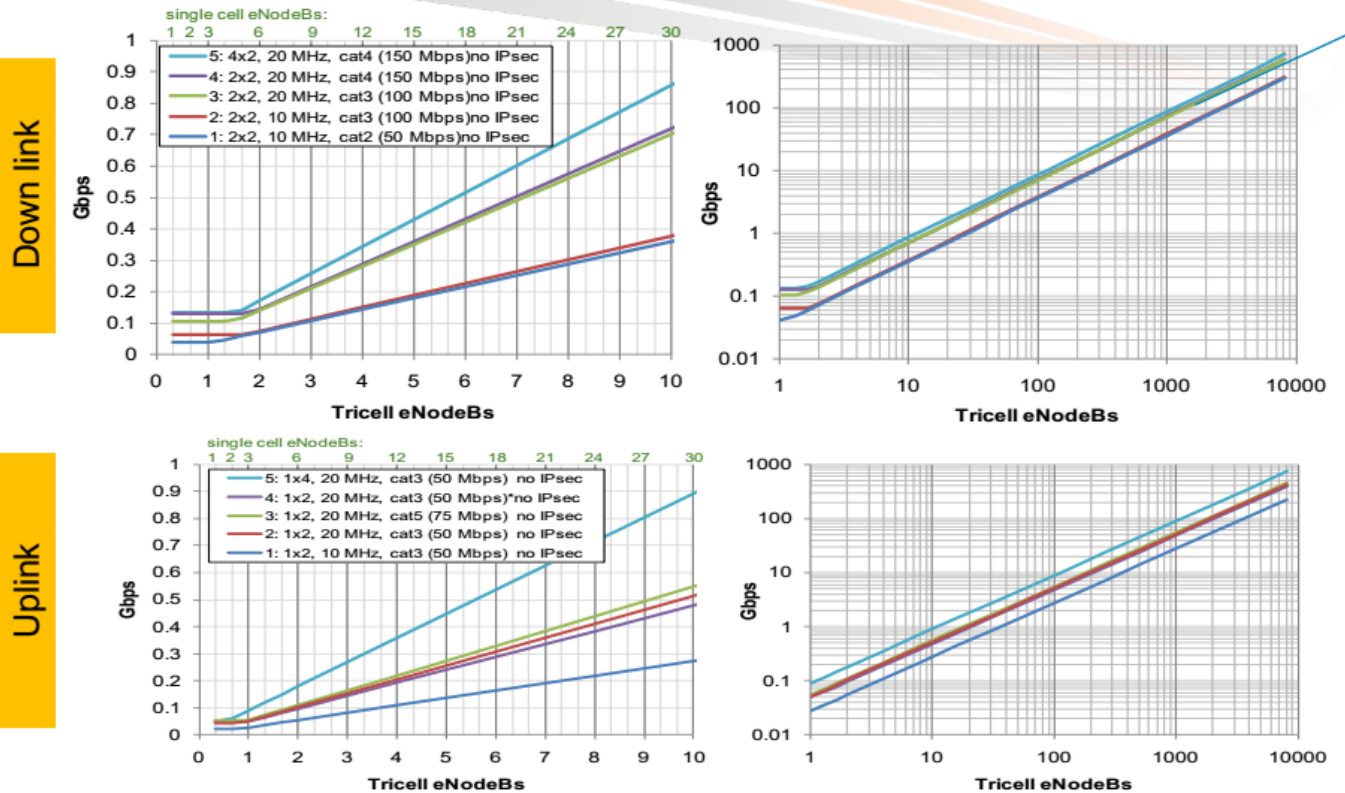 Down link
single cell eNodeBs:
1 2 3 6 9 12 15 18 21 24 27 30
1
0.9
0.8
0.7
0.6
0.5
0.4
0.3
0.2
0.1
0
Gbps
5: 4x2, 20 MHz, cat4 (150 Mbps)no IPsec
4: 2x2, 20 MHz, cat4 (150 Mbps)no IPsec
3: 2x2, 20 MHz, cat3 (100 Mbps)no IPsec
2: 2x2, 10 MHz, cat3 (100 Mbps)no IPsec
1: 2x2, 10 MHz, cat2 (50 Mbps)no IPsec
0 1 2 3 4 5 6 7 8 9 10
Tricell eNodeBs
1000
100
10
1
0.1
0.01
Gbps
1 10 100 1000 10000
Tricell eNodeBs
Uplink
single cell eNodeBs:
1 2 3 6 9 12 15 18 21 24 27 30
1
0.9
0.8
0.7
0.6
0.5
0.4
0.3
0.2
0.1
0
Gbps
5: 1x4, 20 MHz, cat3 (50 Mbps) no IPsec
4: 1x2, 20 MHz, cat3 (50 Mbps)*no IPsec
3: 1x2, 20 MHz, cat5 (75 Mbps) no IPsec
2: 1x2, 20 MHz, cat3 (50 Mbps) no IPsec
1: 1x2, 10 MHz, cat3 (50 Mbps) no IPsec
0 1 2 3 4 5 6 7 8 9 10
Tricell eNodeBs
1000
100
10
1
0.1
0.01
Gbps
1 10 100 1000 10000
Tricell eNodeBs